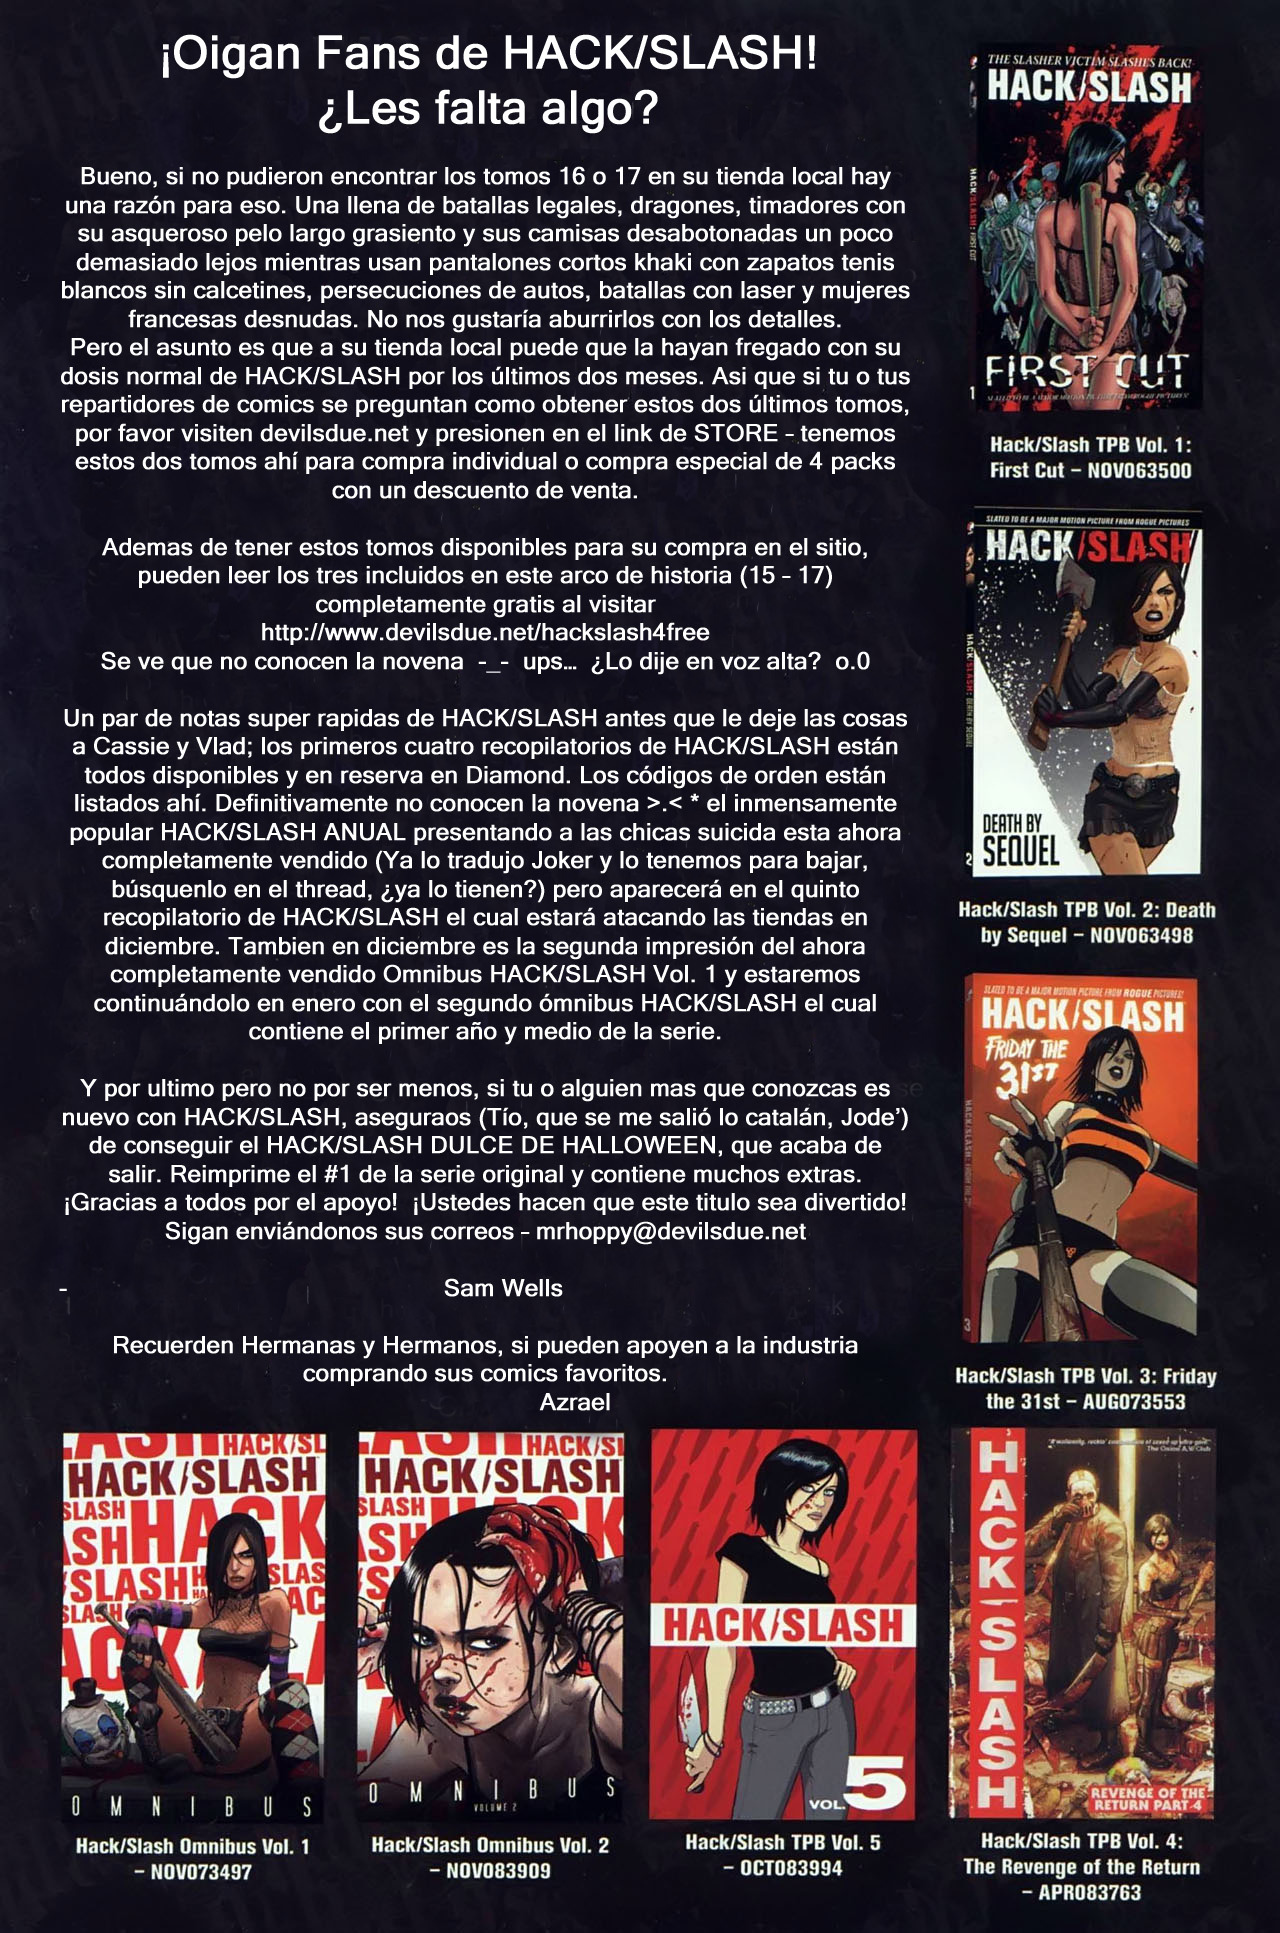 ¡Oigan Fans de HACK/SLASH!
¿Les falta algo?
Bueno, si no pudieron encontrar los tomos 16 o 17 en su tienda local hay
una razón para eso. Una llena de batallas legales, dragones, timadores con
su asqueroso pelo largo grasiento y sus camisas desabotonadas un poco
demasiado lejos mientras usan pantalones cortos khaki con zapatos tenis
blancos sin calcetines, persecuciones de autos, batallas con laser y mujeres
francesas desnudas. No nos gustaría aburrirlos con los detalles.
Pero el asunto es que a su tienda local puede que la hayan fregado con su
dosis normal de HACK/SLASH por los últimos dos meses. Asi que si tu o tus
repartidores de comics se preguntan como obtener estos dos últimos tomos,
por favor visiten devilsdue.net y presionen en el link de STORE – tenemos
estos dos tomos ahí para compra individual o compra especial de 4 packs
con un descuento de venta.
Ademas de tener estos tomos disponibles para su compra en el sitio,
pueden leer los tres incluidos en este arco de historia (15 – 17)
completamente gratis al visitar
http://www.devilsdue.net/hackslash4free
Se ve que no conocen la novena -_- ups... ¿Lo dije en voz alta? o.0
Un par de notas super rapidas de HACK/SLASH antes que le deje las cosas
a Cassie y Vlad; los primeros cuatro recopilatorios de HACK/SLASH están
todos disponibles y en reserva en Diamond. Los códigos de orden están
listados ahí. Definitivamente no conocen la novena >.< * el inmensamente
popular HACK/SLASH ANUAL presentando a las chicas suicida esta ahora
completamente vendido (Ya lo tradujo Joker y lo tenemos para bajar,
búsquenlo en el thread, ¿ya lo tienen?) pero aparecerá en el quinto
recopilatorio de HACK/SLASH el cual estará atacando las tiendas en
diciembre. Tambien en diciembre es la segunda impresión del ahora
completamente vendido Omnibus HACK/SLASH Vol. 1 y estaremos
continuándolo en enero con el segundo ómnibus HACK/SLASH el cual
contiene el primer año y medio de la serie.
Y por ultimo pero no por ser menos, si tu o alguien mas que conozcas es
nuevo con HACK/SLASH, aseguraos (Tío, que se me salió lo catalán, Jode')
de conseguir el HACK/SLASH DULCE DE HALLOWEEN, que acaba de
salir. Reimprime el #1 de la serie original y contiene muchos extras.
¡Gracias a todos por el apoyo! ¡Ustedes hacen que este titulo sea divertido!
Sigan enviándonos sus correos – mrhoppy@devilsdue.net
- Sam Wells
Recuerden Hermanas y Hermanos, si pueden apoyen a la industria
comprando sus comics favoritos.
Azrael
THE SLASHER VICTIM SLASHES BACK!
HACK/SLASH
HACK/SLASH: FIRST CUT
FIRST CUT
1
Hack/Slash TPB Vol. 1:
First Cut – NOV063500
SLATED TO BE A MAJOR MOTION PICTURE FROM ROGUE PICTURES
HACK/SLASH
HACK/SLASH: DEATH BY SEQUEL
DEATH BY
SEQUEL
2
Hack/Slash TPB Vol. 2: Death
by Sequel – NOV063498
SLATED TO BE A MAJOR MOTION PICTURE FROM ROGUE PICTURES!
HACK/SLASH
FRIDAY THE
31ST
3
Hack/Slash TPB Vol. 3: Friday
the 31st – AUG073553
HACK/SLASH
OMNIBUS
Hack/Slash Omnibus Vol. 1
– NOV073497
HACK/SLASH
OMNIBUS
VOLUME 2
Hack/Slash Omnibus Vol. 2
– NOV083909
HACK/SLASH
VOL. 5
Hack/Slash TPB Vol. 5
– OCT083994
HACK/SLASH
REVENGE OF THE
RETURN PART 4
Hack/Slash TPB Vol. 4:
The Revenge of the Return
– APR083763